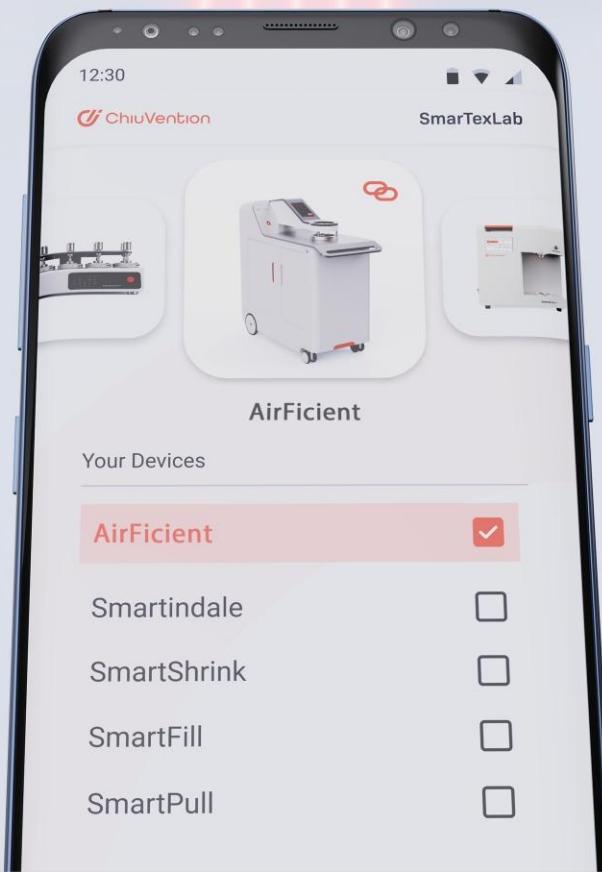 12:30
ChiuVention
SmarTexLab
AirFicient
Your Devices
AirFicient
Smartindale
SmartShrink
SmartFill
SmartPull